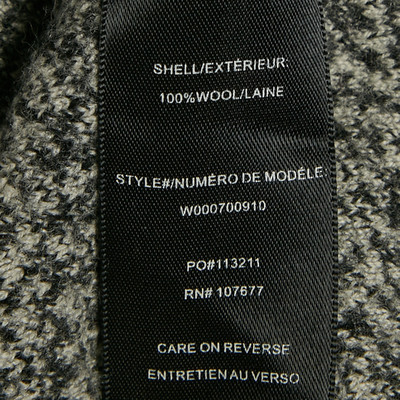 SHELL/EXTÉRIEUR:
100%WOOL/LAINE
STYLE#/NUMÉRO DE MODÈLE:
W000700910
PO#113211
RN# 107677
CARE ON REVERSE
ENTRETIEN AU VERSO